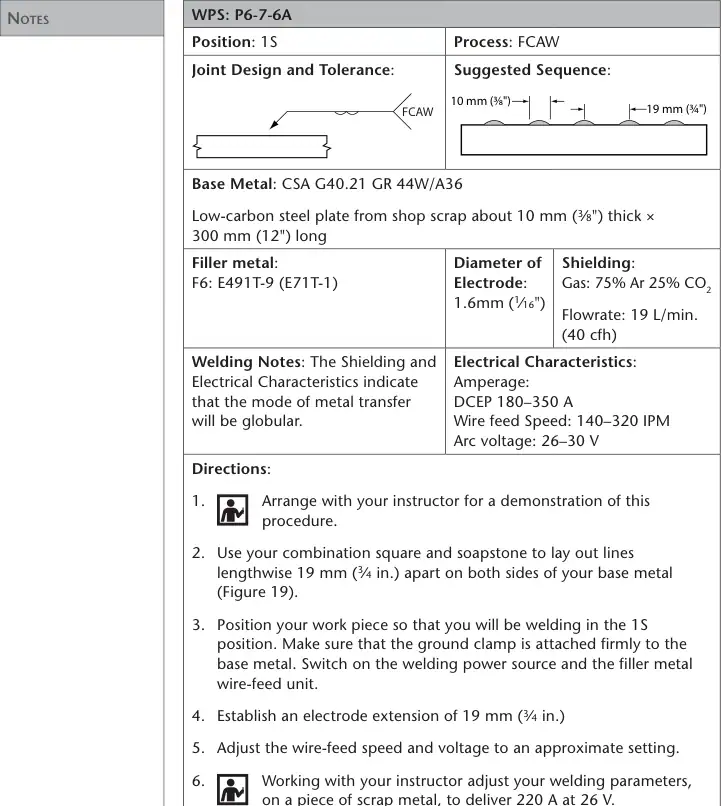 NOTES
WPS: P6-7-6A
Position: 1S
Process: FCAW
Joint Design and Tolerance:
FCAW
Suggested Sequence:
10 mm (⅜")
19 mm (¾")
Base Metal: CSA G40.21 GR 44W/A36
Low-carbon steel plate from shop scrap about 10 mm (⅜") thick ×
300 mm (12") long
Filler metal:
F6: E491T-9 (E71T-1)
Diameter of
Electrode:
1.6mm (1⁄16")
Shielding:
Gas: 75% Ar 25% CO2
Flowrate: 19 L/min.
(40 cfh)
Welding Notes: The Shielding and
Electrical Characteristics indicate
that the mode of metal transfer
will be globular.
Electrical Characteristics:
Amperage:
DCEP 180–350 A
Wire feed Speed: 140–320 IPM
Arc voltage: 26–30 V
Directions:
1. Arrange with your instructor for a demonstration of this
procedure.
2. Use your combination square and soapstone to lay out lines
lengthwise 19 mm (¾ in.) apart on both sides of your base metal
(Figure 19).
3. Position your work piece so that you will be welding in the 1S
position. Make sure that the ground clamp is attached firmly to the
base metal. Switch on the welding power source and the filler metal
wire-feed unit.
4. Establish an electrode extension of 19 mm (¾ in.)
5. Adjust the wire-feed speed and voltage to an approximate setting.
6. Working with your instructor adjust your welding parameters,
on a piece of scrap metal, to deliver 220 A at 26 V.